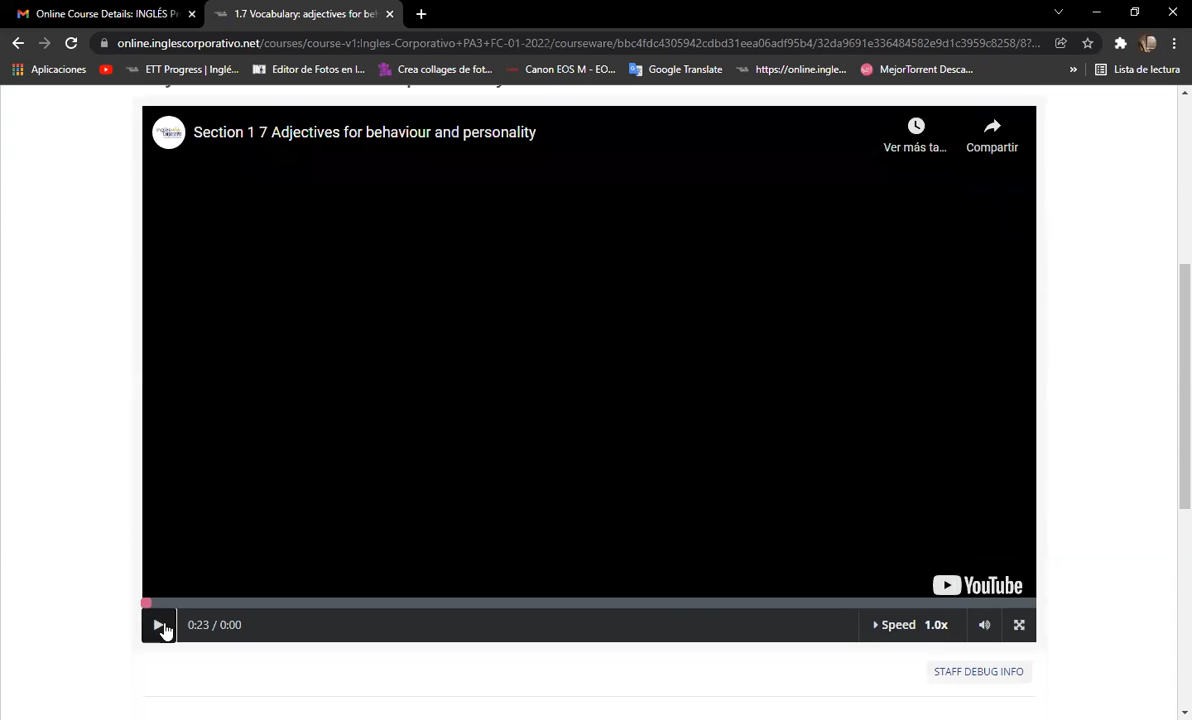 Online Course Details: INGLÉS P
1.7 Vocabulary: adjectives for be
online.inglescorporativo.net/courses/course-v1:Ingles-Corporativo+PA3+FC-01-2022/courseware/bbc4fdc4305942cdbd31eea06adf95b4/32da9691e336484582e9d1c3959c8258/8?...
Aplicaciones
ETT Progress | Inglé...
Editor de Fotos en l...
Crea collages de fot...
Canon EOS M - EO...
Google Translate
https://online.ingle...
MejorTorrent Desca...
»
Lista de lectura
Section 1 7 Adjectives for behaviour and personality
Ver más ta...
Compartir
YouTube
0:23 / 0:00
Speed 1.0x
STAFF DEBUG INFO